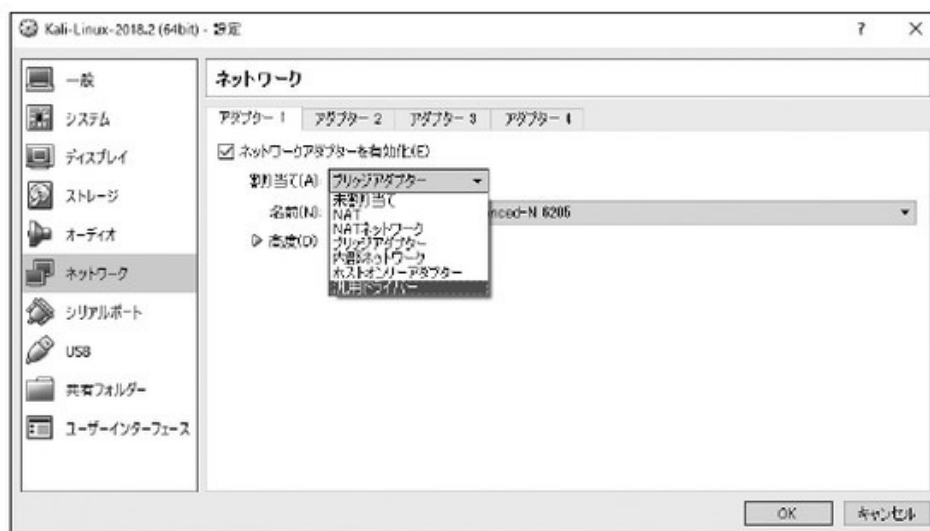 Kali-Linux-2018.2 (64bit) - 設定
? ×
一般
システム
ディスプレイ
ストレージ
オーディオ
ネットワーク
シリアルポート
USB
共有フォルダー
ユーザーインターフェース
ネットワーク
アダプター 1 アダプター 2 アダプター 3 アダプター 4
ネットワークアダプターを有効化(E)
割り当て(A): ブリッジアダプター
未割り当て
NAT
NATネットワーク
ブリッジアダプター
内部ネットワーク
ホストオンリーアダプター
汎用ドライバー
名前(N): nced-N 6205
高度(D)
OK キャンセル